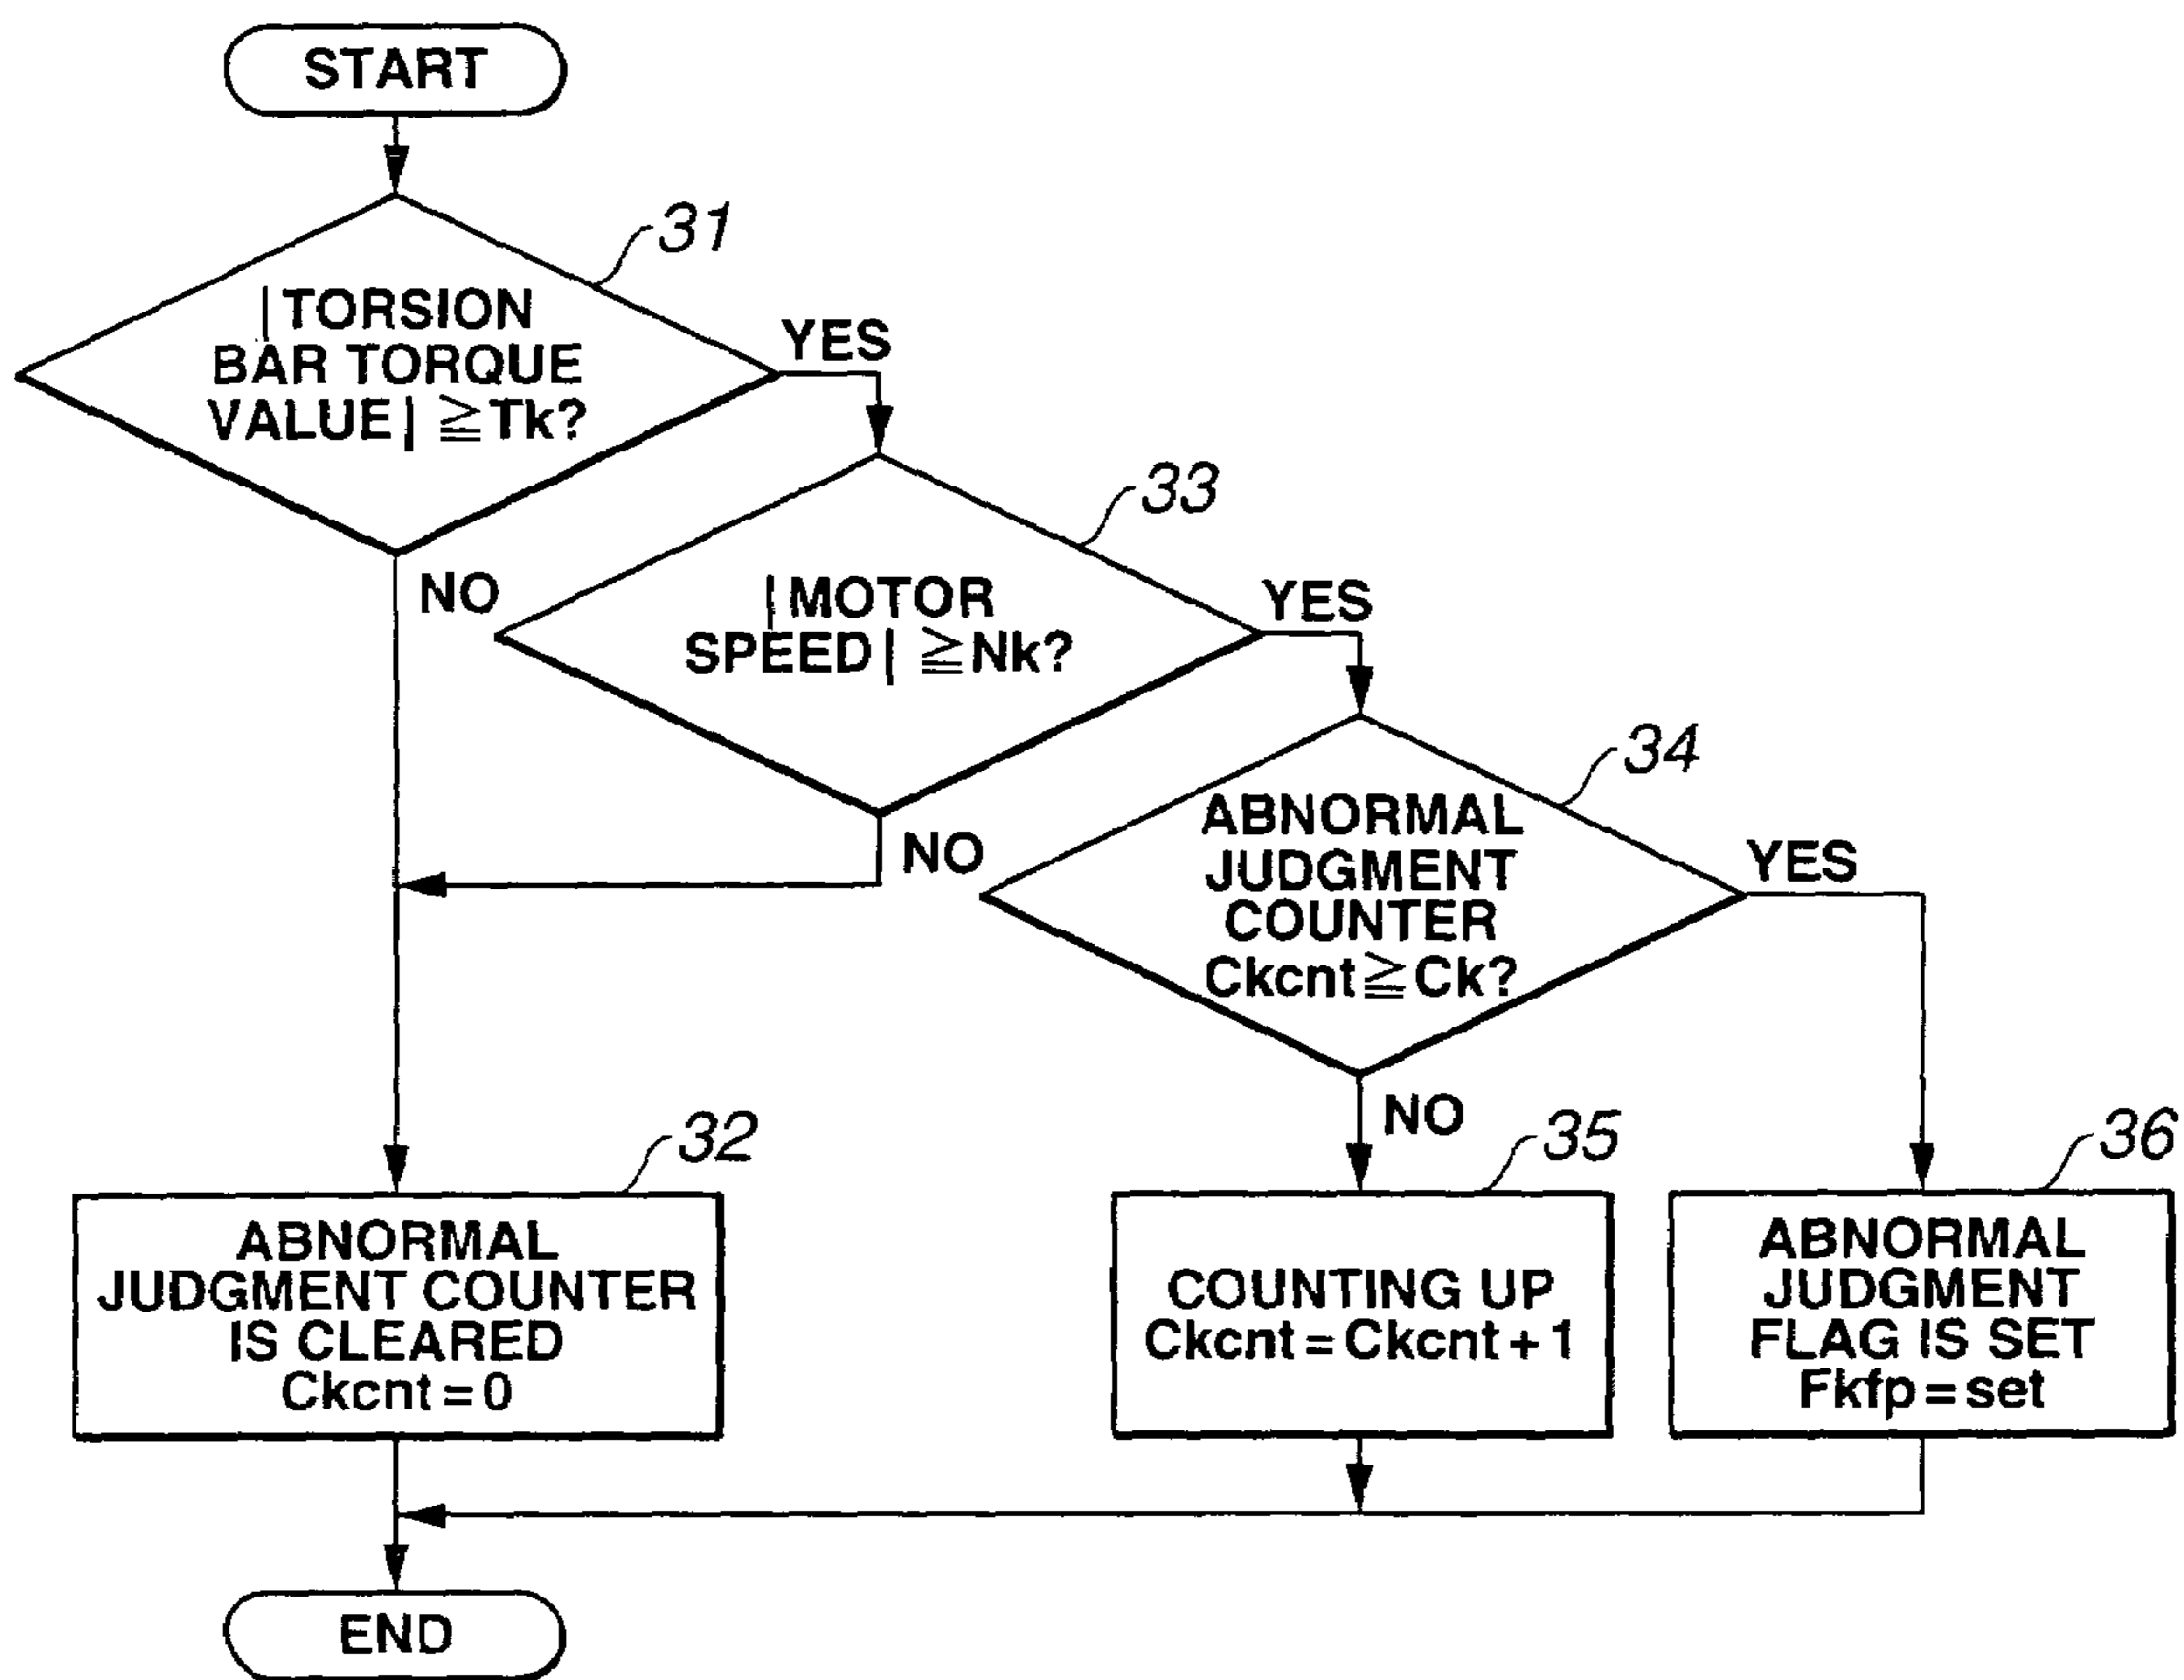 START
31
|TORSION
BAR TORQUE
VALUE| ≧Tk?
YES
NO
33
|MOTOR
SPEED| ≧Nk?
YES
NO
34
ABNORMAL
JUDGMENT
COUNTER
Ckcnt≧Ck?
YES
NO
32
ABNORMAL
JUDGMENT COUNTER
IS CLEARED
Ckcnt=0
35
COUNTING UP
Ckcnt=Ckcnt+1
36
ABNORMAL
JUDGMENT
FLAG IS SET
Fkfp=set
END